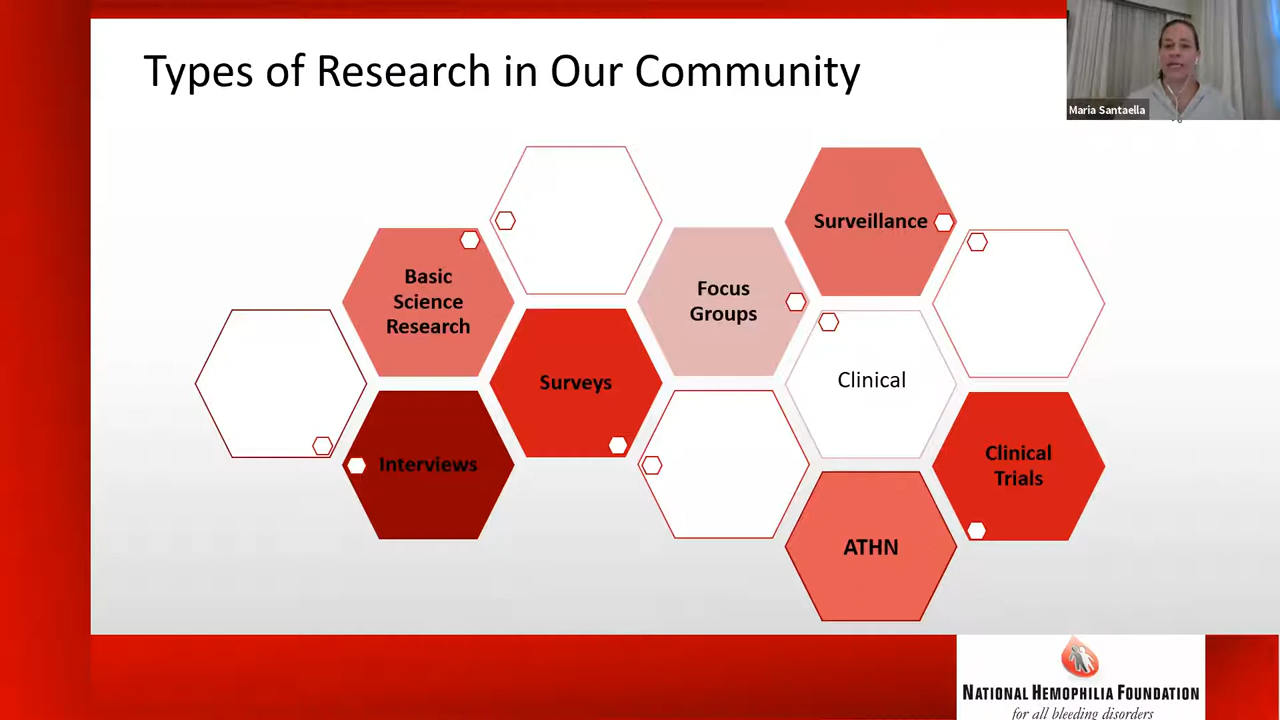 Types of Research in Our Community
Maria Santaella
Surveillance
Basic
Science
Research
Focus
Groups
Surveys
Clinical
Interviews
Clinical
Trials
ATHN
NATIONAL HEMOPHILIA FOUNDATION
for all bleeding disorders